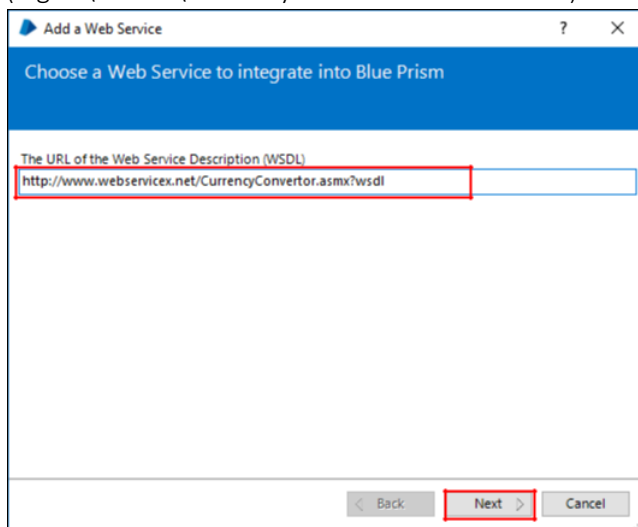 Add a Web Service
? ×
Choose a Web Service to integrate into Blue Prism
The URL of the Web Service Description (WSDL)
http://www.webservicex.net/CurrencyConvertor.asmx?wsdl
< Back Next > Cancel